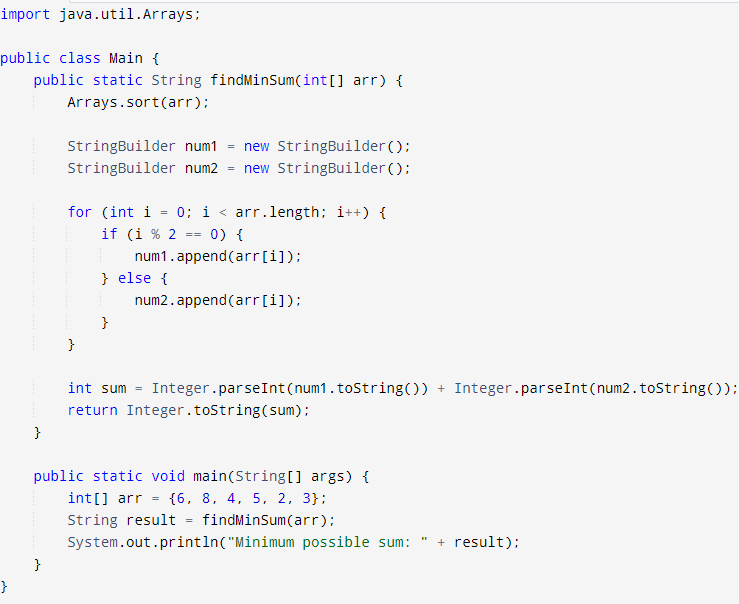 import java.util.Arrays;
public class Main {
public static String findMinSum(int[] arr) {
Arrays.sort(arr);
StringBuilder num1 = new StringBuilder();
StringBuilder num2 = new StringBuilder();
for (int i = 0; i < arr.length; i++) {
if (i % 2 == 0) {
num1.append(arr[i]);
} else {
num2.append(arr[i]);
}
}
int sum = Integer.parseInt(num1.toString()) + Integer.parseInt(num2.toString());
return Integer.toString(sum);
}
public static void main(String[] args) {
int[] arr = {6, 8, 4, 5, 2, 3};
String result = findMinSum(arr);
System.out.println("Minimum possible sum: " + result);
}
}